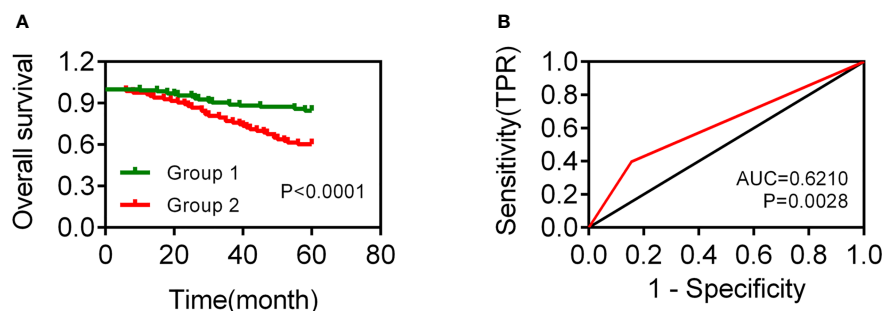 A
Overall survival
1.2
0.9
0.6
0.3
0.0
Group 1
Group 2
P<0.0001
0 20 40 60 80
Time(month)
B
Sensitivity(TPR)
1.0
0.8
0.6
0.4
0.2
0.0
AUC=0.6210
P=0.0028
0.0 0.2 0.4 0.6 0.8 1.0
1 - Specificity